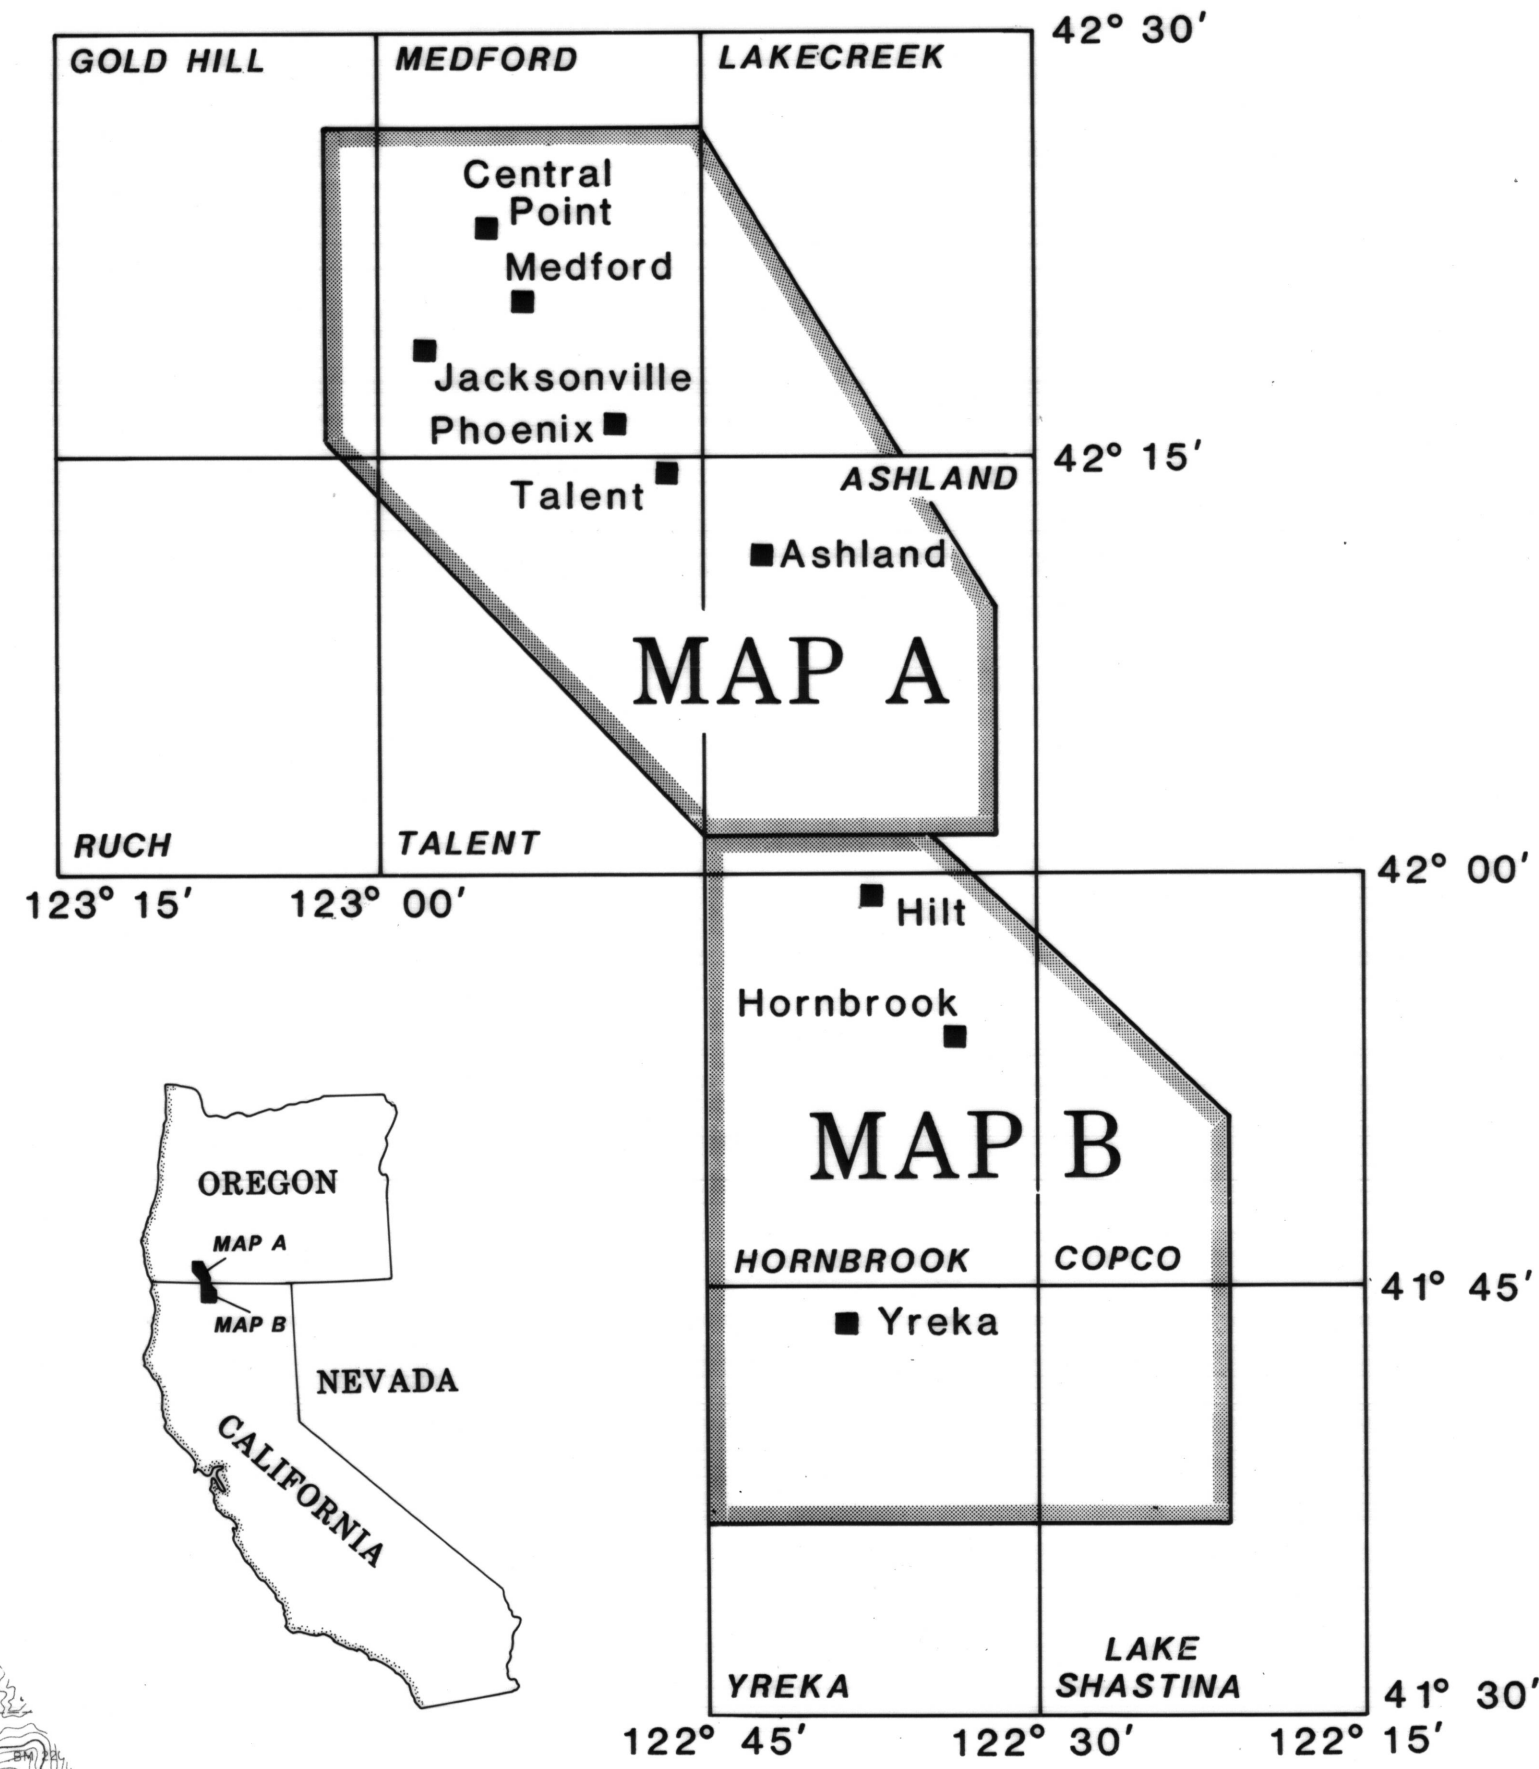 GOLD HILL
MEDFORD
LAKECREEK
42° 30'
Central
Point
Medford
Jacksonville
Phoenix
42° 15'
ASHLAND
Talent
Ashland
MAP A
RUCH
TALENT
42° 00'
123° 15'
123° 00'
Hilt
Hornbrook
MAP B
OREGON
MAP A
MAP B
HORNBROOK
COPCO
41° 45'
Yreka
NEVADA
CALIFORNIA
LAKE
SHASTINA
YREKA
41° 30'
122° 45'
122° 30'
122° 15'
BM